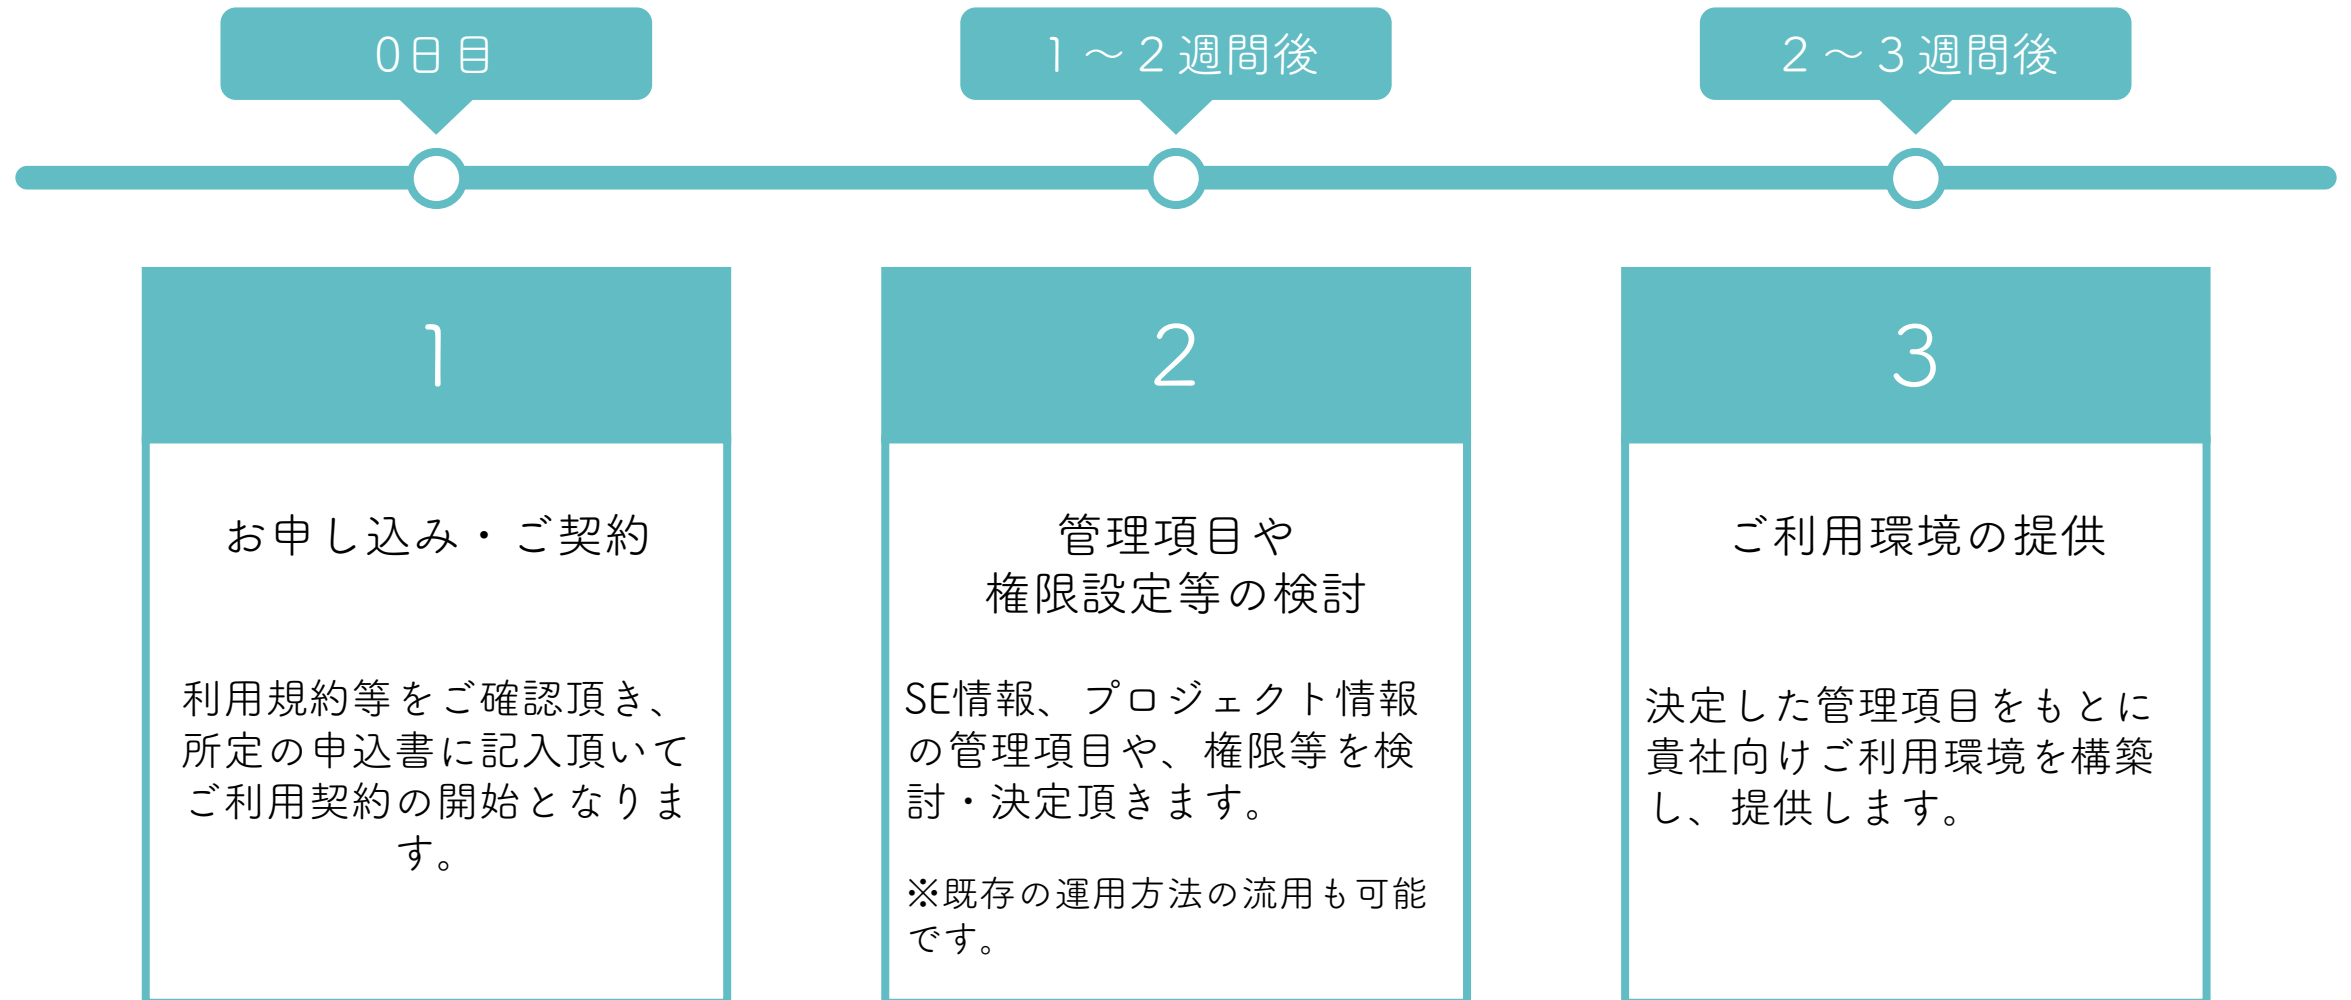 0日目
１～２週間後
２～３週間後
1
お申し込み・ご契約
利用規約等をご確認頂き、
所定の申込書に記入頂いて
ご利用契約の開始となりま
す。
2
管理項目や
権限設定等の検討
SE情報、プロジェクト情報
の管理項目や、権限等を検
討・決定頂きます。
※既存の運用方法の流用も可能
です。
3
ご利用環境の提供
決定した管理項目をもとに
貴社向けご利用環境を構築
し、提供します。